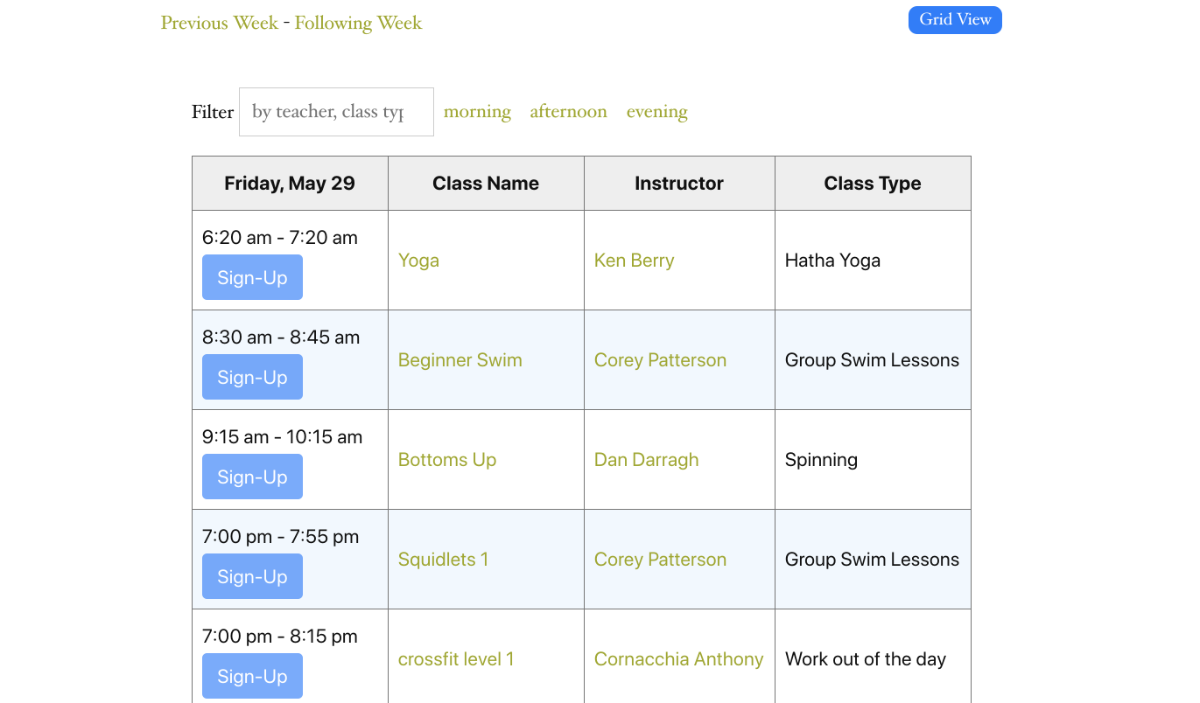 Previous Week - Following Week
Grid View
Filter by teacher, class typ morning afternoon evening
Friday, May 29 Class Name Instructor Class Type
6:20 am - 7:20 am
Sign-Up
Yoga Ken Berry Hatha Yoga
8:30 am - 8:45 am
Sign-Up
Beginner Swim Corey Patterson Group Swim Lessons
9:15 am - 10:15 am
Sign-Up
Bottoms Up Dan Darragh Spinning
7:00 pm - 7:55 pm
Sign-Up
Squidlets 1 Corey Patterson Group Swim Lessons
7:00 pm - 8:15 pm
Sign-Up
crossfit level 1 Cornacchia Anthony Work out of the day